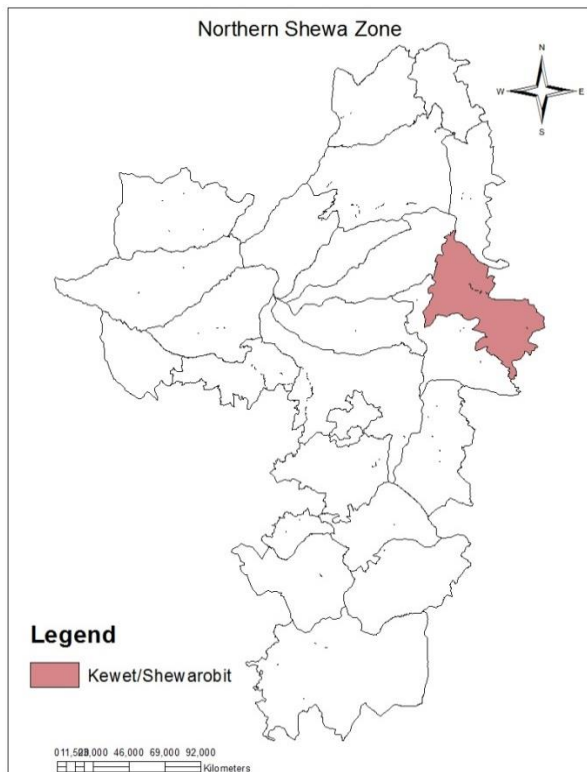 Northern Shewa Zone
N
W E
S
Legend
Kewet/Shewarobit
46,000 69,000 92,000
Kilometers